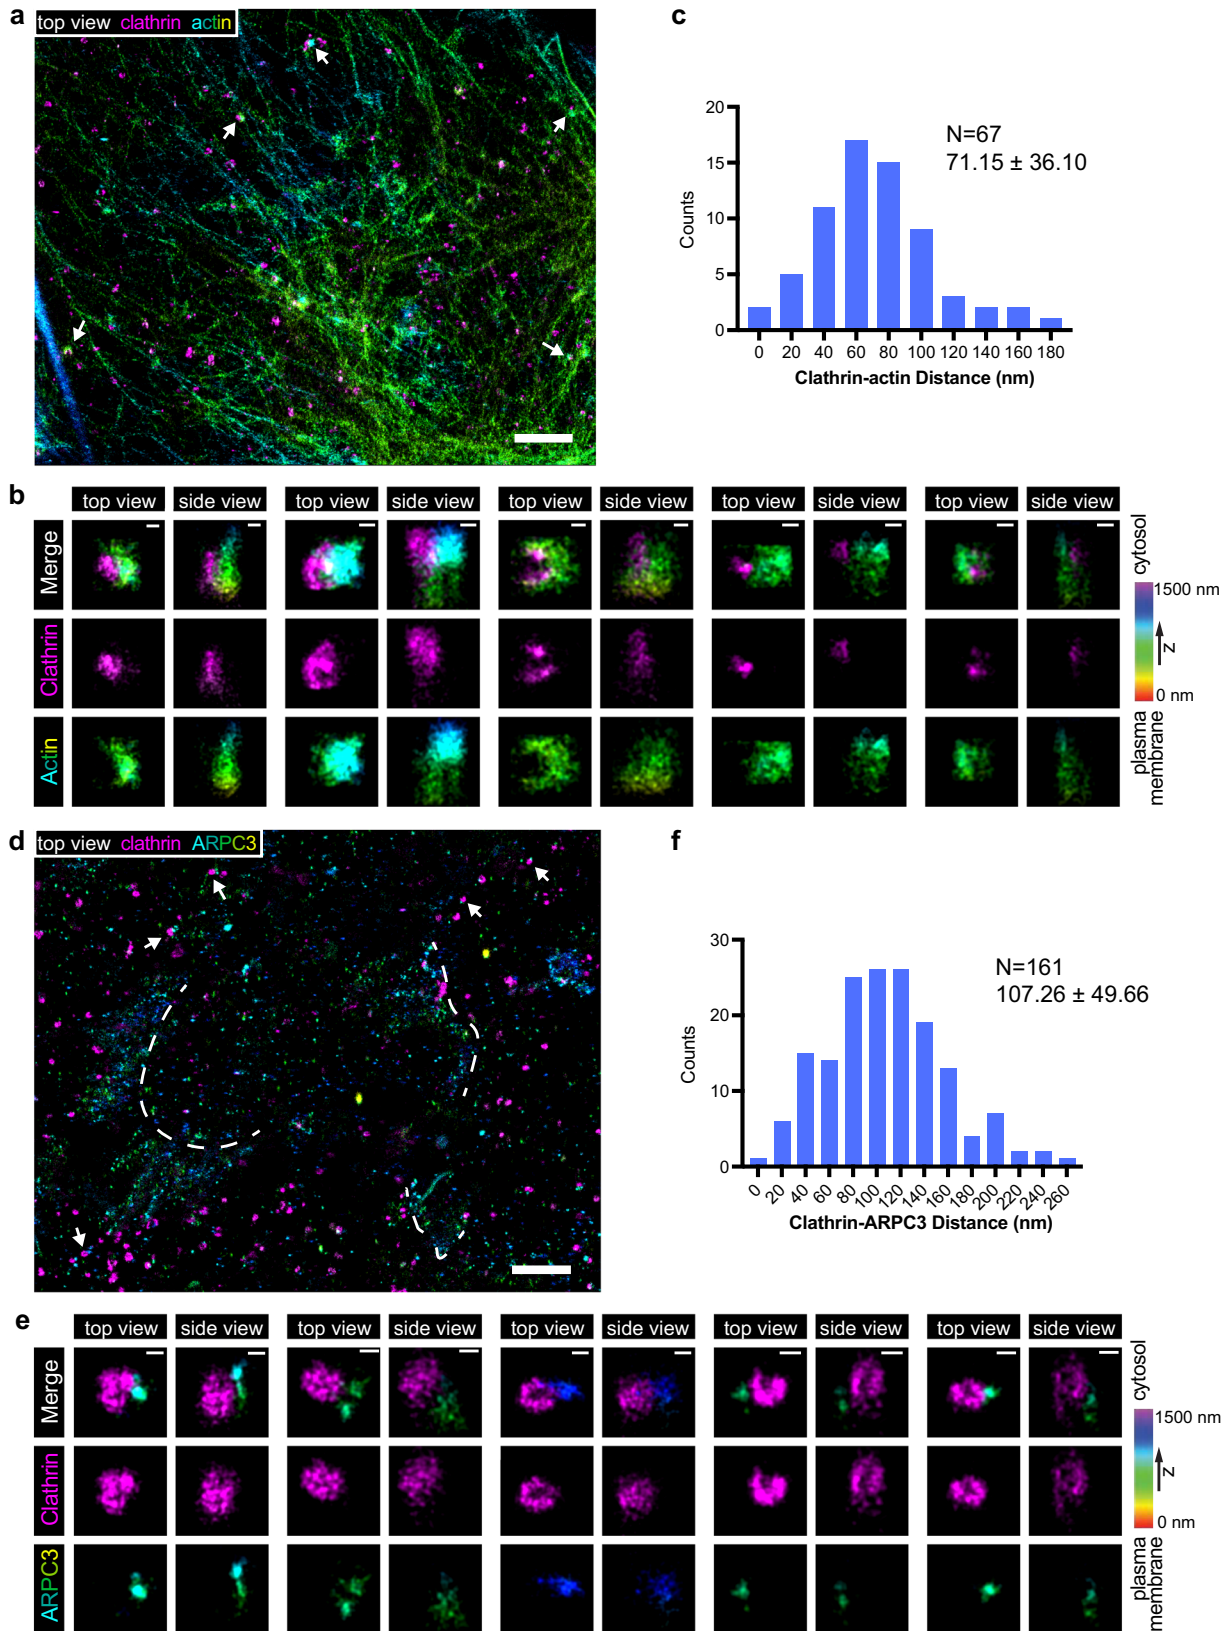 a
top view clathrin actin
c
20
15
10
5
0
Counts
N=67
71.15 ± 36.10
0 20 40 60 80 100 120 140 160 180
Clathrin-actin Distance (nm)
b
top view side view top view side view top view side view top view side view top view side view
Merge
Clathrin
Actin
cytosol
1500 nm
z
0 nm
plasma
membrane
d
top view clathrin ARPC3
f
30
20
10
0
Counts
N=161
107.26 ± 49.66
0 20 40 60 80 100 120 140 160 180 200 220 240 260
Clathrin-ARPC3 Distance (nm)
e
top view side view top view side view top view side view top view side view top view side view
Merge
Clathrin
ARPC3
cytosol
1500 nm
z
0 nm
plasma
membrane